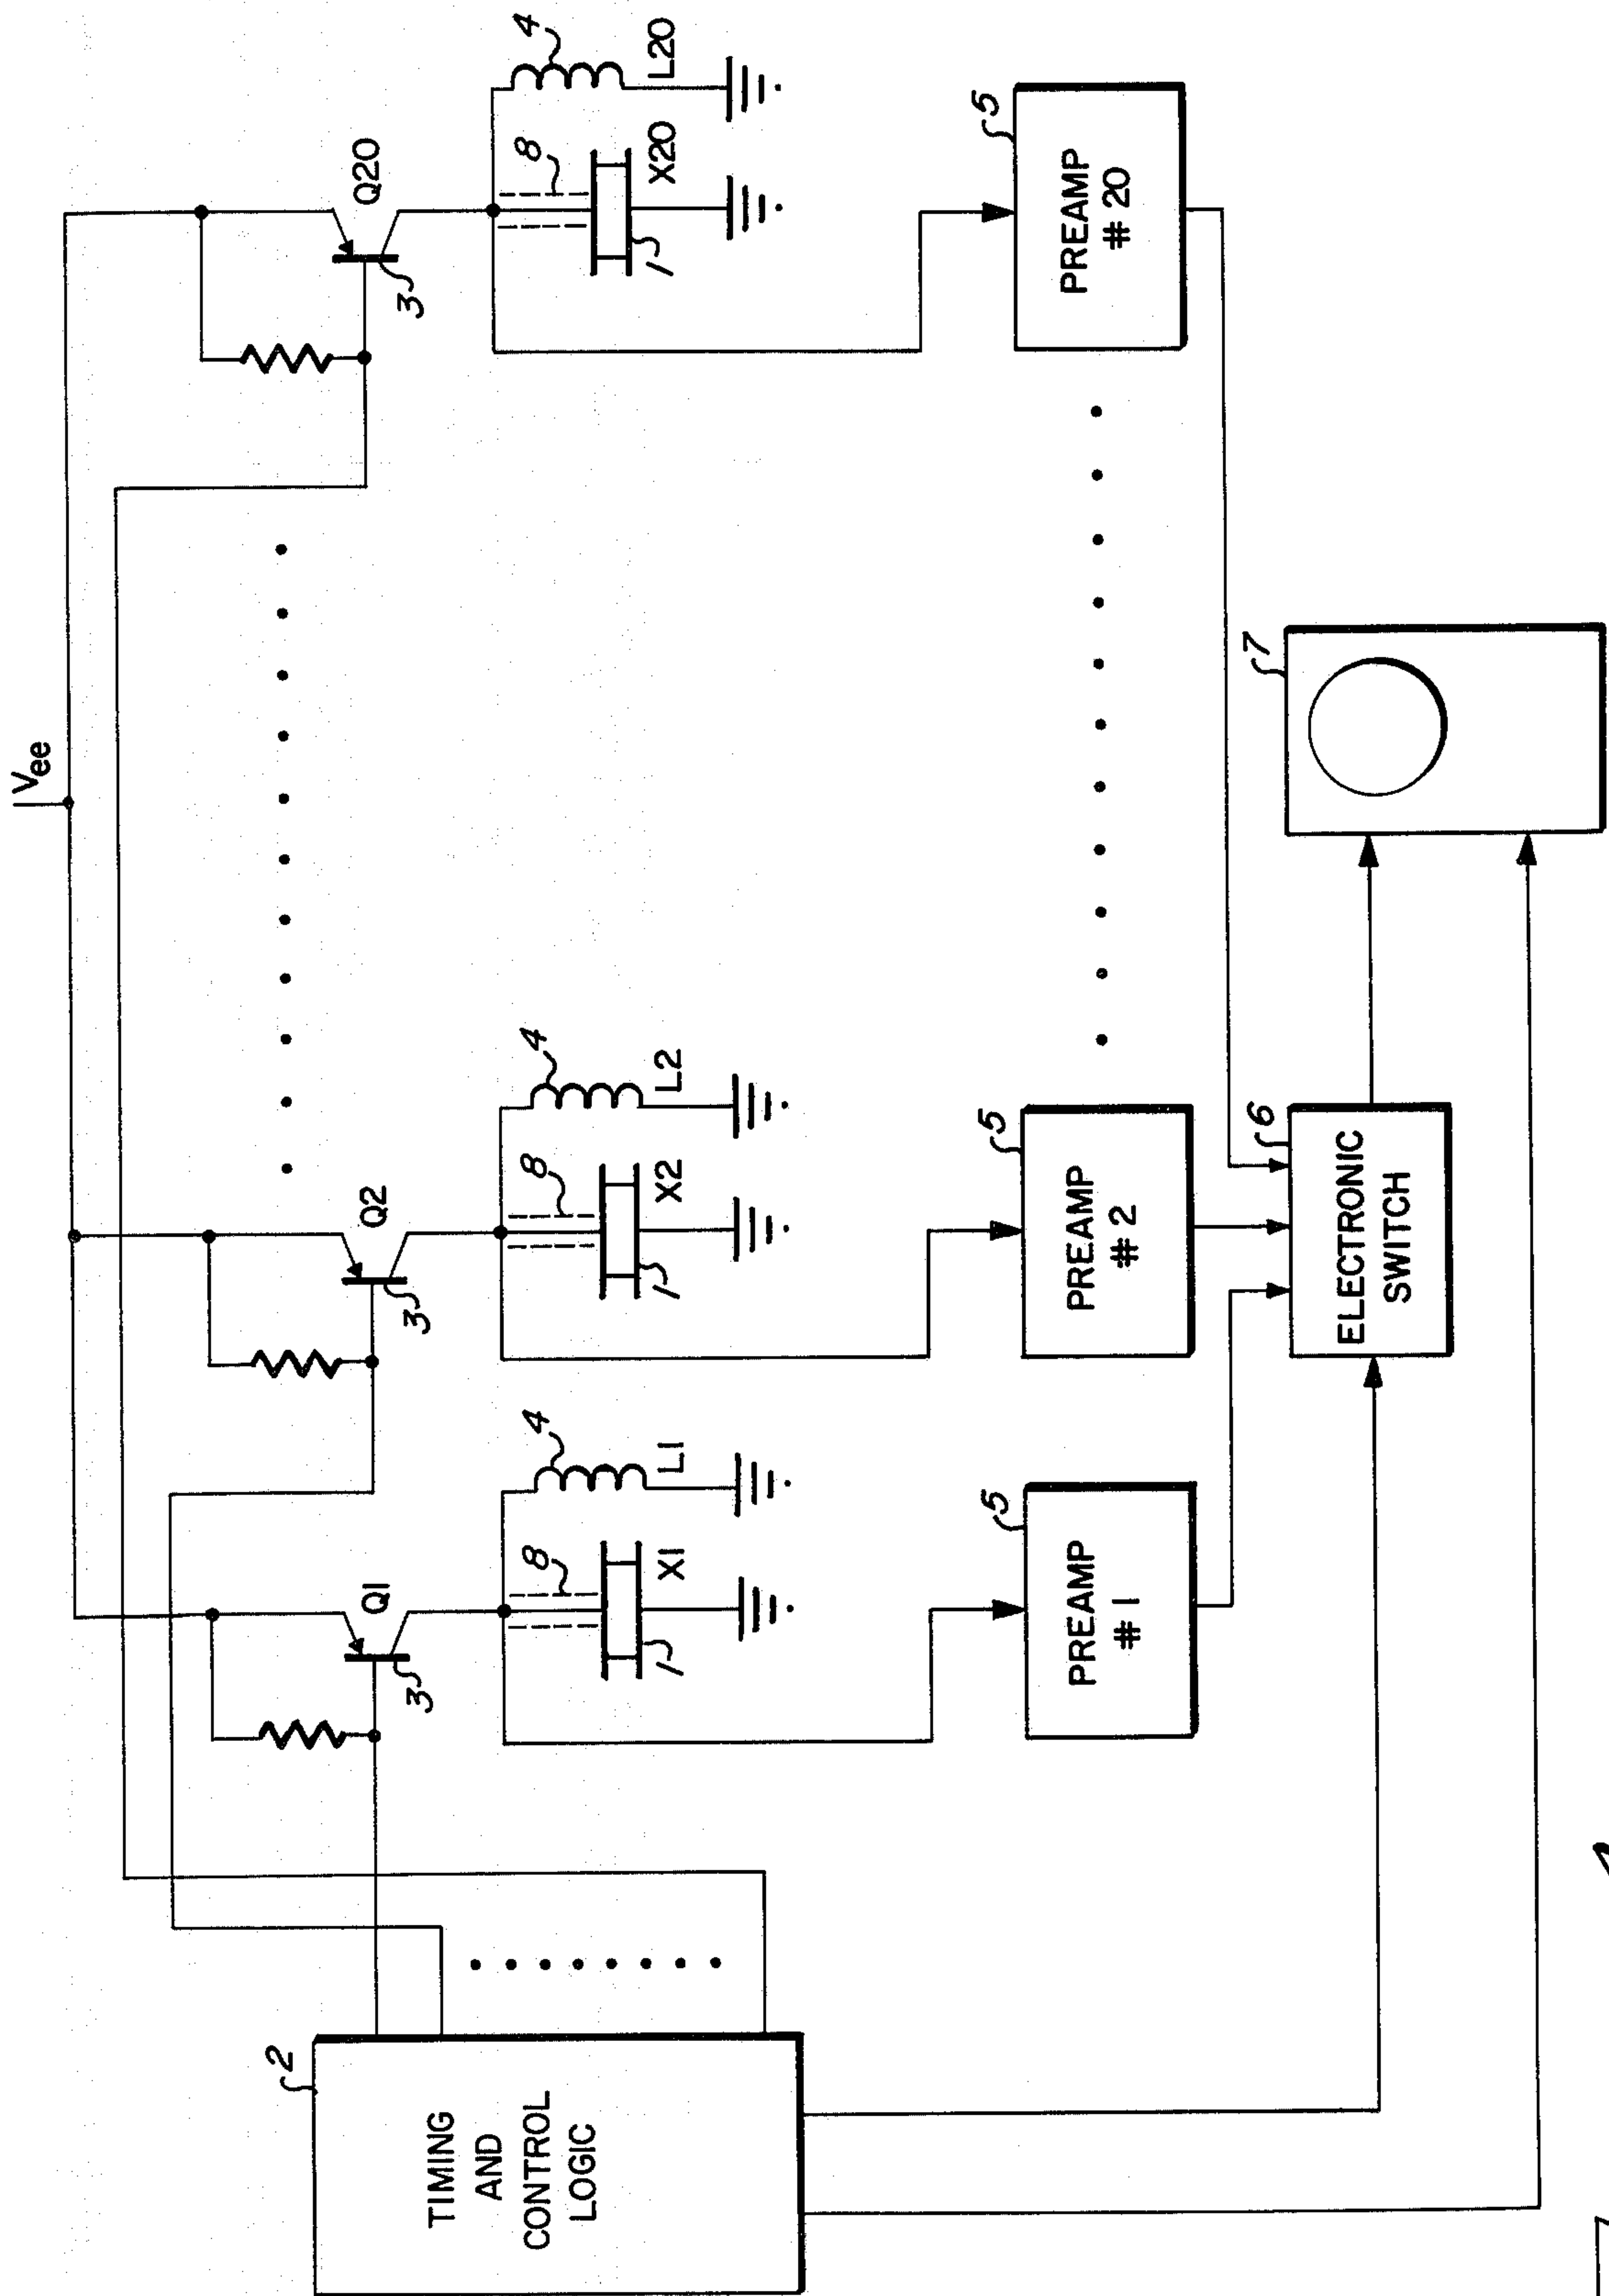 Vee
Q1
Q2
Q20
3
3
3
8
4
8
4
8
4
1
X1
L1
1
X2
L2
1
X20
L20
2
TIMING
AND
CONTROL
LOGIC
5
PREAMP
# 1
5
PREAMP
# 2
5
PREAMP
# 20
6
ELECTRONIC
SWITCH
7